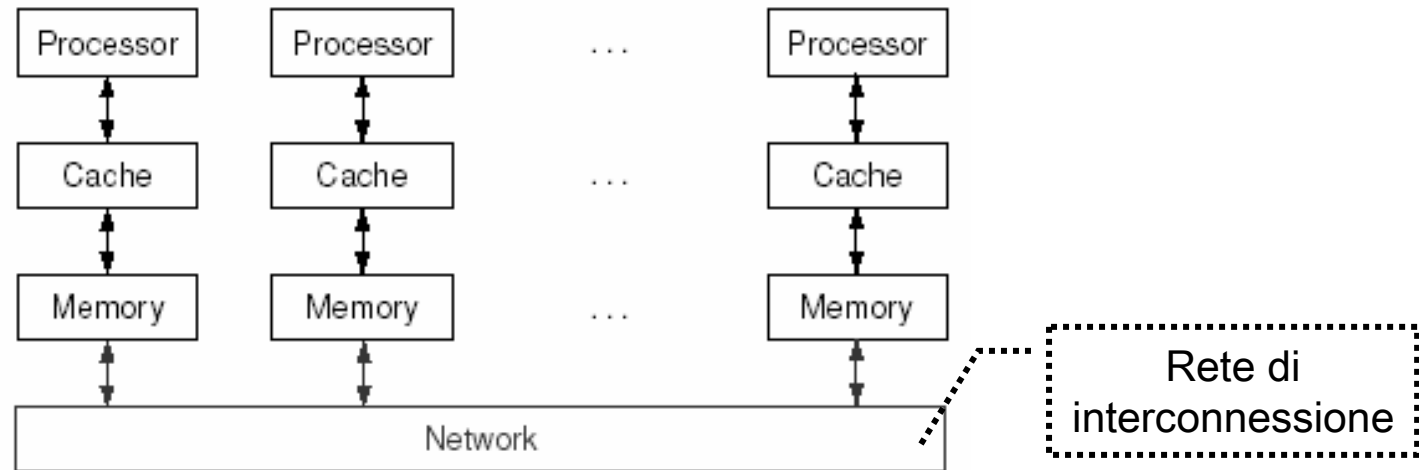 Processor Processor ... Processor
Cache Cache ... Cache
Memory Memory ... Memory
Rete di
interconnessione
Network